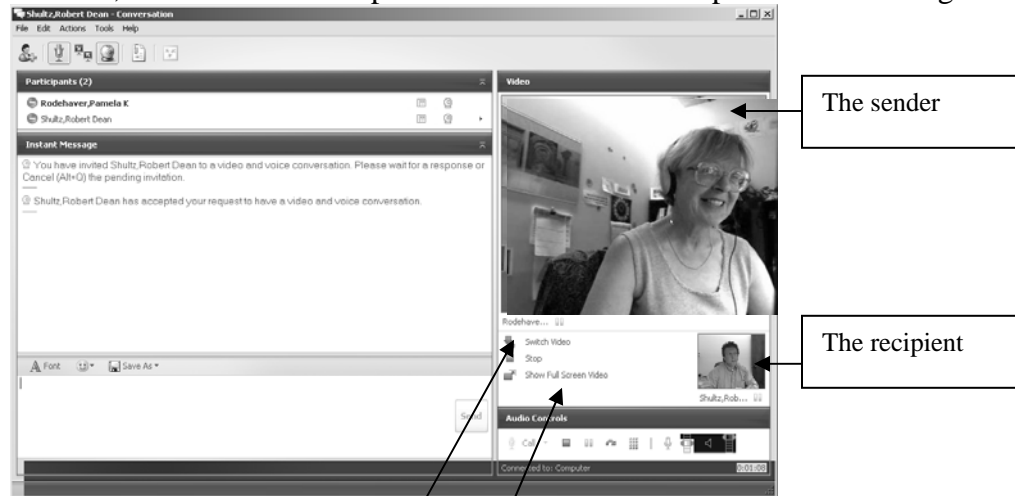 Shultz,Robert Dean - Conversation
File Edit Actions Tools Help
Participants (2)
Rodehaver,Pamela K
Shultz,Robert Dean
Instant Message
You have invited Shultz,Robert Dean to a video and voice conversation. Please wait for a response or
Cancel (Alt+Q) the pending invitation.
Shultz,Robert Dean has accepted your request to have a video and voice conversation.
Font
Save As
Send
Video
Rodehave...
Switch Video
Stop
Show Full Screen Video
Shultz,Rob...
Audio Controls
Call
Connected to: Computer
0:01:08
The sender
The recipient